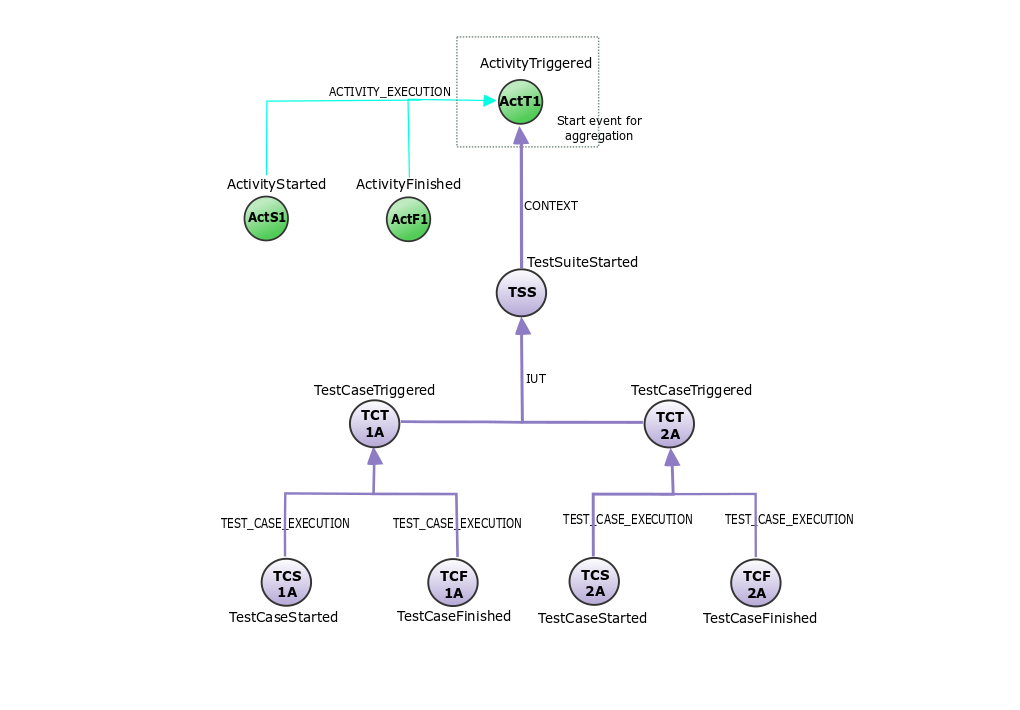 ActivityTriggered
ACTIVITY_EXECUTION
ActT1
Start event for
aggregation
ActivityStarted
ActivityFinished
ActS1
ActF1
CONTEXT
TestSuiteStarted
TSS
IUT
TestCaseTriggered
TestCaseTriggered
TCT
1A
TCT
2A
TEST_CASE_EXECUTION
TEST_CASE_EXECUTION
TEST_CASE_EXECUTION
TEST_CASE_EXECUTION
TCS
1A
TCF
1A
TCS
2A
TCF
2A
TestCaseStarted
TestCaseFinished
TestCaseStarted
TestCaseFinished